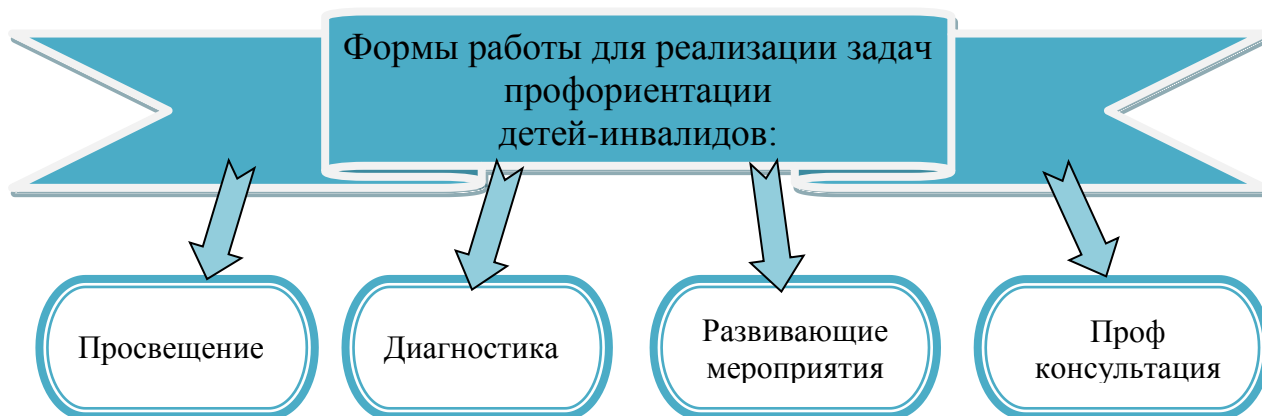 Формы работы для реализации задач
профориентации
детей-инвалидов:
Просвещение
Диагностика
Развивающие
мероприятия
Проф
консультация